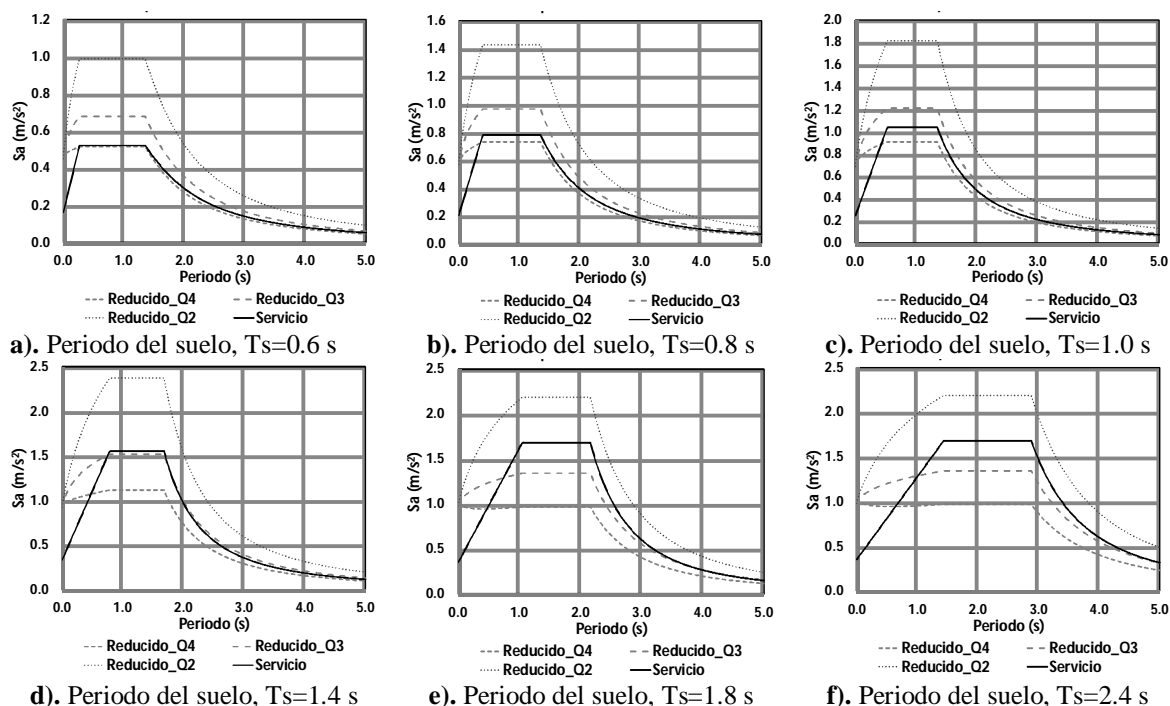 1.2
1.0
0.8
0.6
0.4
0.2
0.0
Sa (m/s²)
0.0 1.0 2.0 3.0 4.0 5.0
Periodo (s)
Reducido_Q4 Reducido_Q3
Reducido_Q2 Servicio
a). Periodo del suelo, Ts=0.6 s
1.6
1.4
1.2
1.0
0.8
0.6
0.4
0.2
0.0
Sa (m/s²)
0.0 1.0 2.0 3.0 4.0 5.0
Periodo (s)
Reducido_Q4 Reducido_Q3
Reducido_Q2 Servicio
b). Periodo del suelo, Ts=0.8 s
2.0
1.8
1.6
1.4
1.2
1.0
0.8
0.6
0.4
0.2
0.0
Sa (m/s²)
0.0 1.0 2.0 3.0 4.0 5.0
Periodo (s)
Reducido_Q4 Reducido_Q3
Reducido_Q2 Servicio
c). Periodo del suelo, Ts=1.0 s
2.5
2.0
1.5
1.0
0.5
0.0
Sa (m/s²)
0.0 1.0 2.0 3.0 4.0 5.0
Periodo (s)
Reducido_Q4 Reducido_Q3
Reducido_Q2 Servicio
d). Periodo del suelo, Ts=1.4 s
2.5
2.0
1.5
1.0
0.5
0.0
Sa (m/s²)
0.0 1.0 2.0 3.0 4.0 5.0
Periodo (s)
Reducido_Q4 Reducido_Q3
Reducido_Q2 Servicio
e). Periodo del suelo, Ts=1.8 s
2.5
2.0
1.5
1.0
0.5
0.0
Sa (m/s²)
0.0 1.0 2.0 3.0 4.0 5.0
Periodo (s)
Reducido_Q4 Reducido_Q3
Reducido_Q2 Servicio
f). Periodo del suelo, Ts=2.4 s